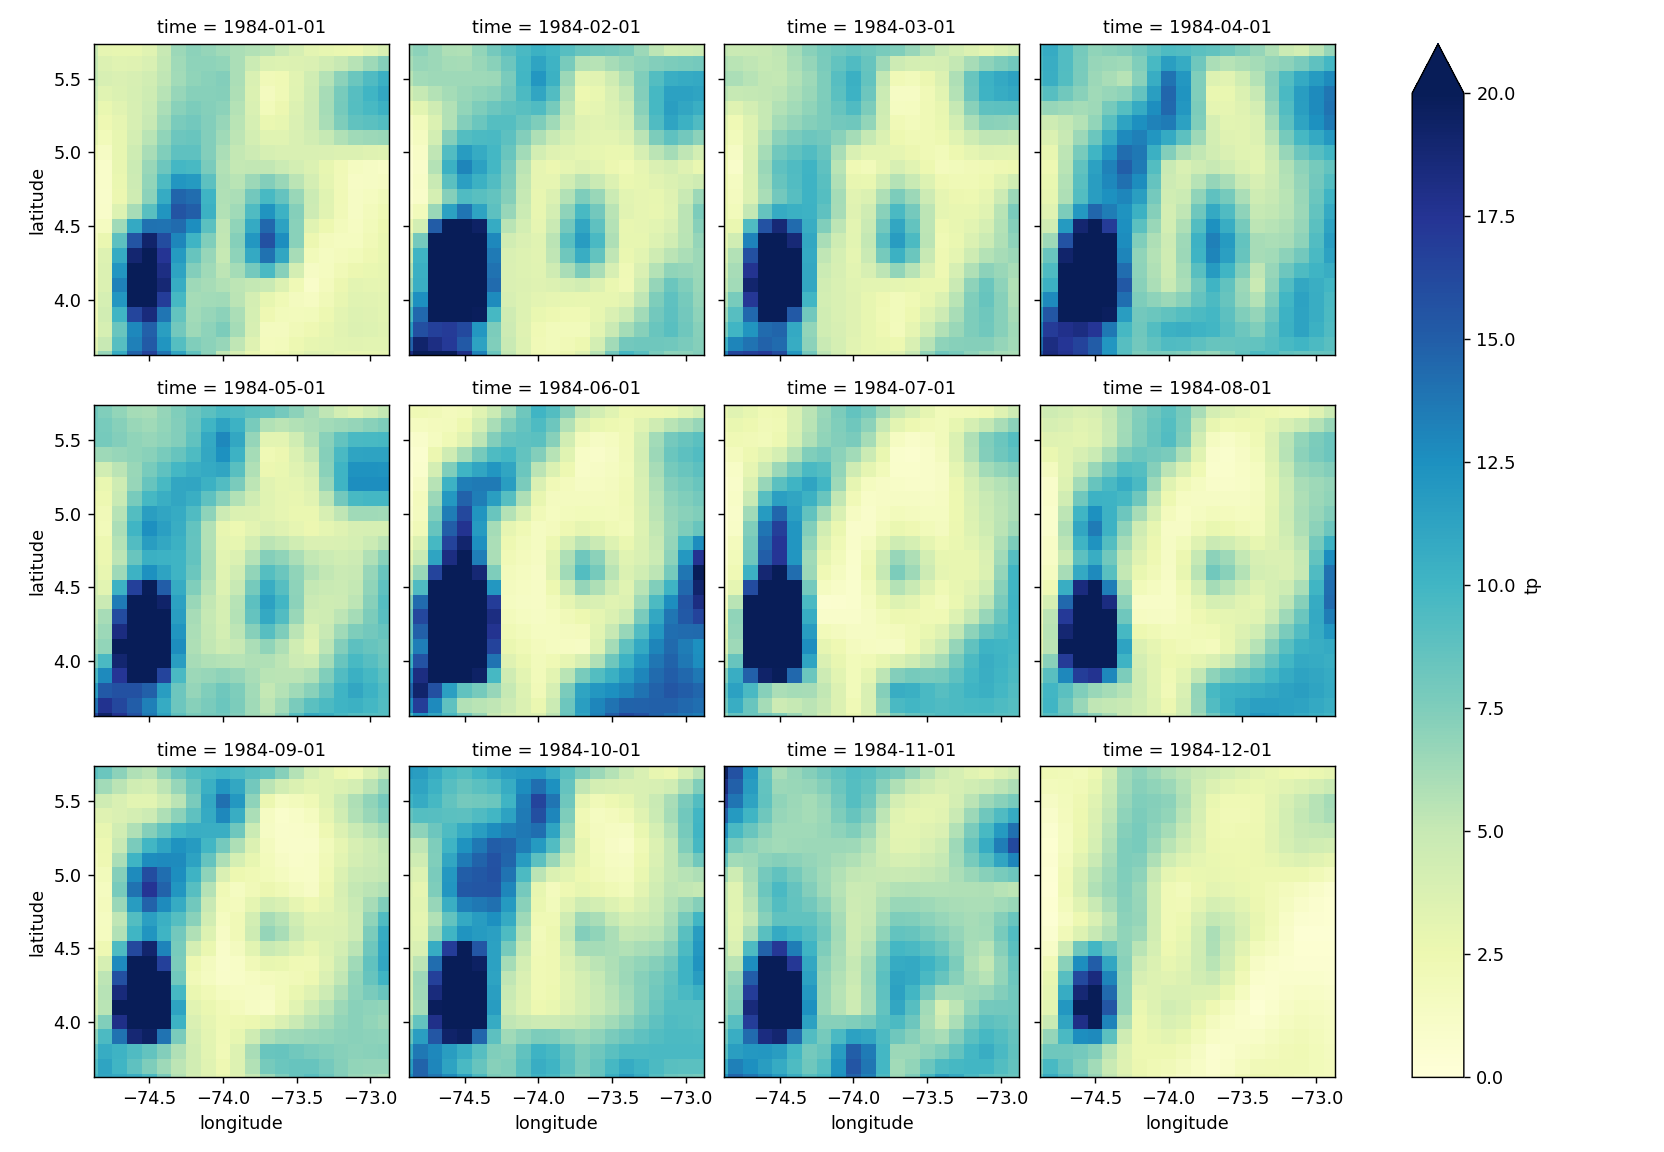 time = 1984-01-01
time = 1984-02-01
time = 1984-03-01
time = 1984-04-01
latitude
5.5
5.0
4.5
4.0
time = 1984-05-01
time = 1984-06-01
time = 1984-07-01
time = 1984-08-01
latitude
5.5
5.0
4.5
4.0
time = 1984-09-01
time = 1984-10-01
time = 1984-11-01
time = 1984-12-01
latitude
5.5
5.0
4.5
4.0
−74.5 −74.0 −73.5 −73.0
longitude
−74.5 −74.0 −73.5 −73.0
longitude
−74.5 −74.0 −73.5 −73.0
longitude
−74.5 −74.0 −73.5 −73.0
longitude
20.0
17.5
15.0
12.5
10.0
7.5
5.0
2.5
0.0
tp